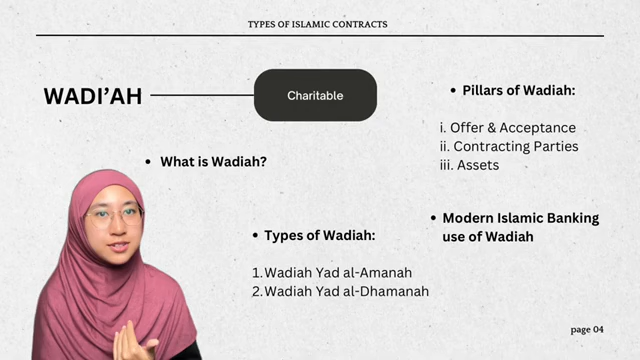 TYPES OF ISLAMIC CONTRACTS
WADI'AH
Charitable
• What is Wadiah?
• Types of Wadiah:
1.Wadiah Yad al-Amanah
2.Wadiah Yad al-Dhamanah
• Pillars of Wadiah:
i. Offer & Acceptance
ii. Contracting Parties
iii. Assets
• Modern Islamic Banking
use of Wadiah
page 04